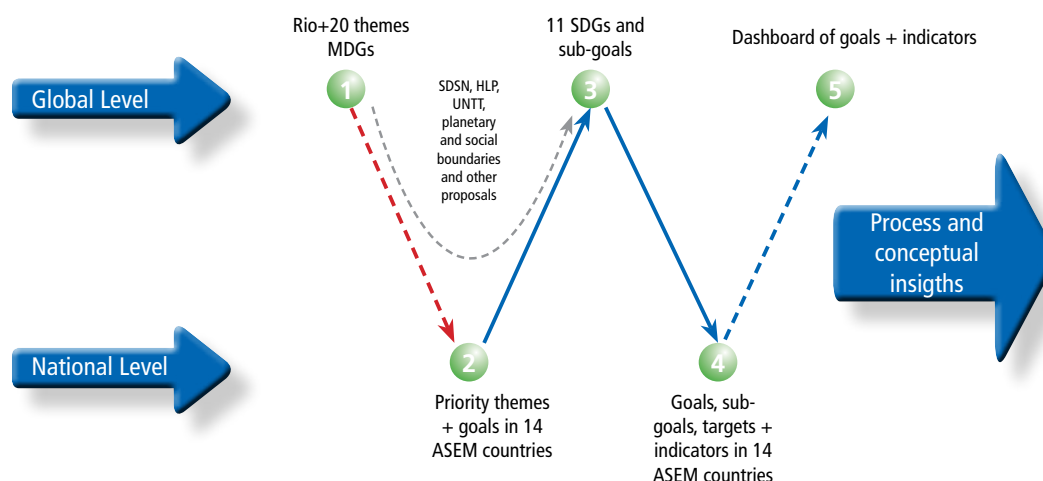 Rio+20 themes
MDGs
11 SDGs and
sub-goals
Dashboard of goals + indicators
Global Level
1
SDSN, HLP,
UNTT,
planetary
and social
boundaries
and other
proposals
3
5
Process and
conceptual
insigths
National Level
2
4
Priority themes
+ goals in 14
ASEM countries
Goals, sub-
goals, targets +
indicators in 14
ASEM countries